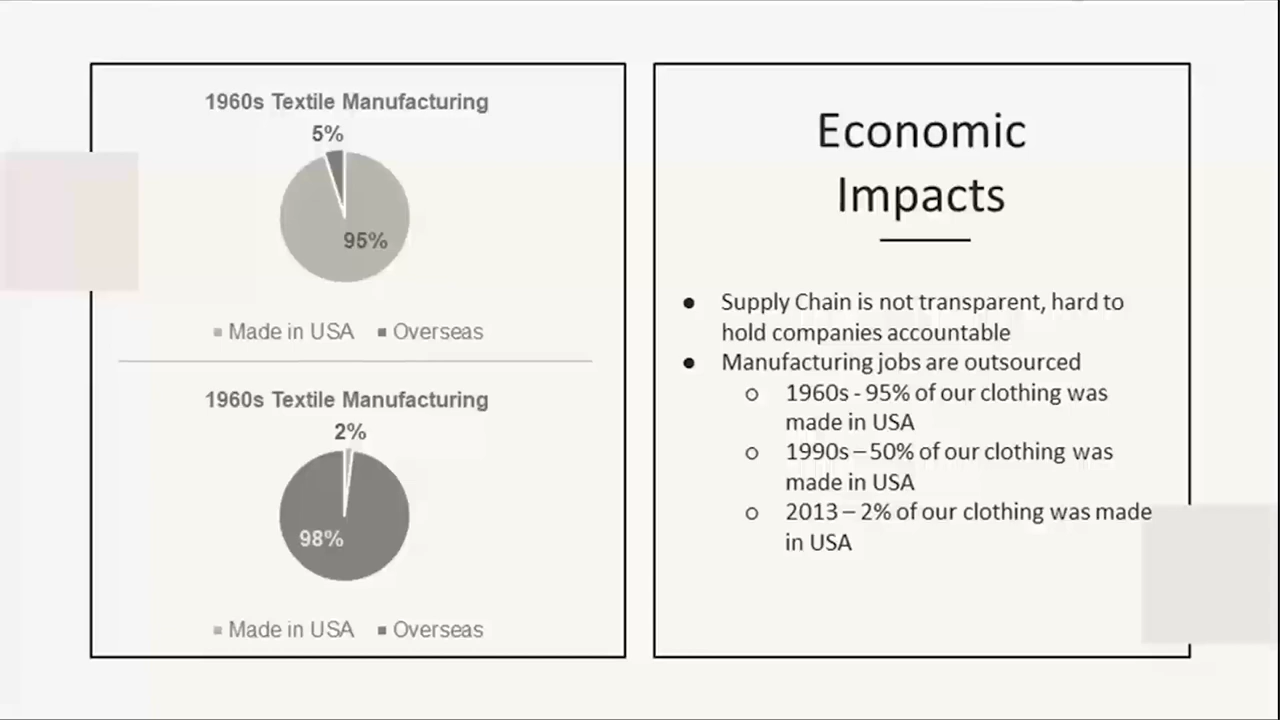 1960s Textile Manufacturing
5%
95%
Made in USA Overseas
1960s Textile Manufacturing
2%
98%
Made in USA Overseas
Economic
Impacts
● Supply Chain is not transparent, hard to
hold companies accountable
● Manufacturing jobs are outsourced
o 1960s - 95% of our clothing was
made in USA
o 1990s – 50% of our clothing was
made in USA
o 2013 – 2% of our clothing was made
in USA